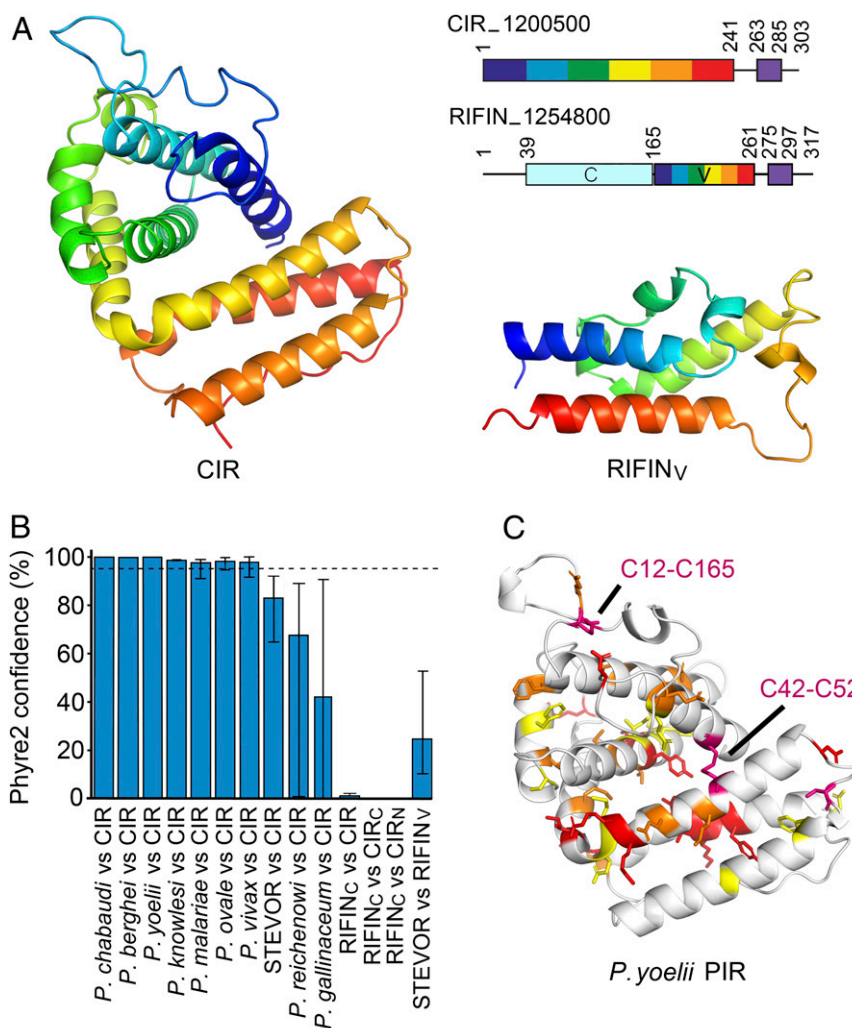 A
CIR_1200500
1
241
263
285
303
RIFIN_1254800
1
39
165
261
275
297
317
C
V
CIR
RIFINV
B
Phyre2 confidence (%)
100
80
60
40
20
0
P. chabaudi vs CIR
P. berghei vs CIR
P. yoelii vs CIR
P. knowlesi vs CIR
P. malariae vs CIR
P. ovale vs CIR
P. vivax vs CIR
STEVOR vs CIR
P. reichenowi vs CIR
P. gallinaceum vs CIR
RIFINC vs CIR
RIFINC vs CIRC
RIFINC vs CIRN
STEVOR vs RIFINV
C
C12-C165
C42-C52
P. yoelii PIR